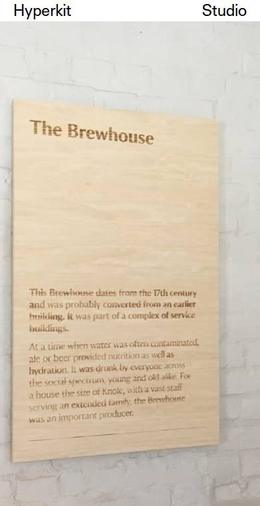 Hyperkit Studio
The Brewhouse
This Brewhouse dates from the 17th century
and was probably converted from an earlier
building. It was part of a complex of service
buildings.
At a time when water was often contaminated,
ale or beer provided nutrition as well as
hydration. It was drunk by everyone across
the social spectrum, young and old alike. For
a house the size of Knole, with a vast staff
serving an extended family, the Brewhouse
was an important producer.